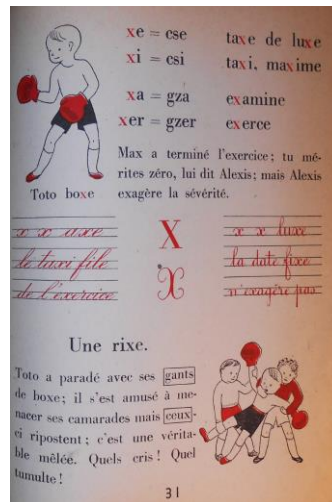 xe = cse
taxe de luxe
xi = csi
taxi, maxime
xa = gza
examine
xer = gzer
exerce
Toto boxe
Max a terminé l'exercice; tu mé-
rites zéro, lui dit Alexis; mais Alexis
exagère la sévérité.
x x axe
le taxi file
de l'exercice
X
X
x x luxe
la date fixe
n'exagère pas
Une rixe.
Toto a paradé avec ses gants
de boxe; il s'est amusé à me-
nacer ses camarades mais ceux-
ci ripostent; c'est une vérita-
ble mêlée. Quels cris! Quel
tumulte!
31